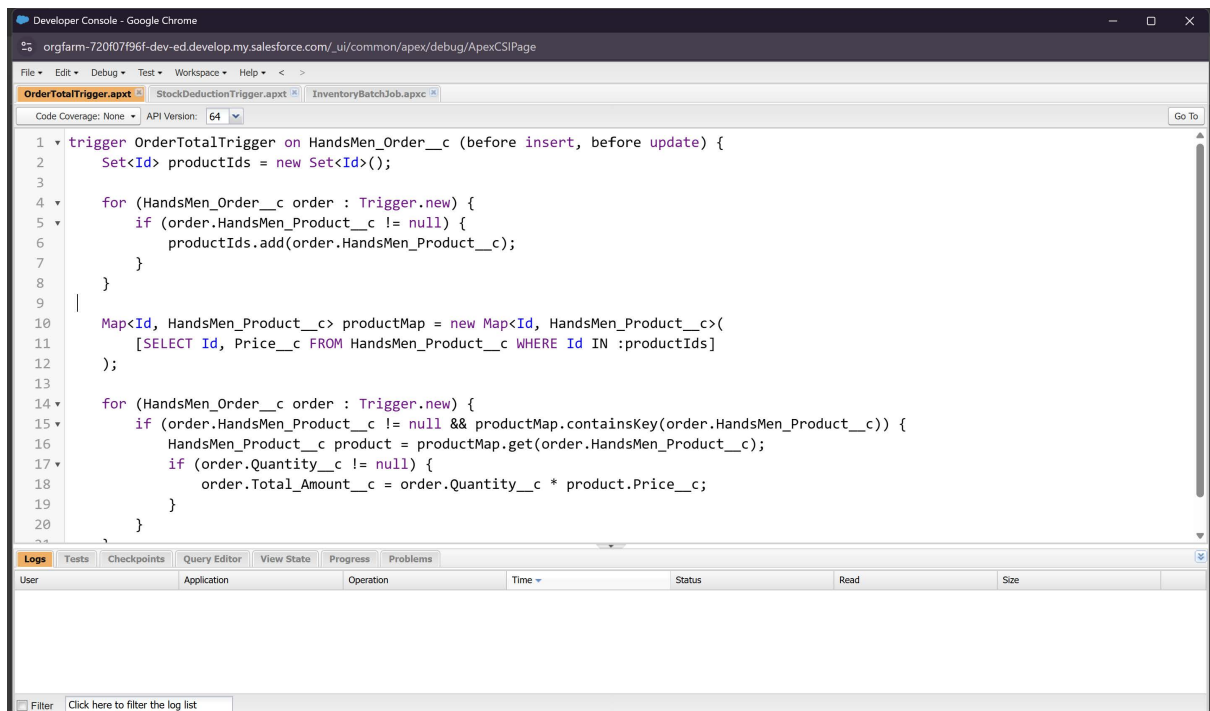 Developer Console - Google Chrome
orgfarm-720f07f96f-dev-ed.develop.my.salesforce.com/_ui/common/apex/debug/ApexCSIPage
File Edit Debug Test Workspace Help < >
OrderTotalTrigger.apxt StockDeductionTrigger.apxt InventoryBatchJob.apxc
Code Coverage: None API Version: 64 Go To
1 trigger OrderTotalTrigger on HandsMen_Order__c (before insert, before update) {
2 Set<Id> productIds = new Set<Id>();
3
4 for (HandsMen_Order__c order : Trigger.new) {
5 if (order.HandsMen_Product__c != null) {
6 productIds.add(order.HandsMen_Product__c);
7 }
8 }
9
10 Map<Id, HandsMen_Product__c> productMap = new Map<Id, HandsMen_Product__c>(
11 [SELECT Id, Price__c FROM HandsMen_Product__c WHERE Id IN :productIds]
12 );
13
14 for (HandsMen_Order__c order : Trigger.new) {
15 if (order.HandsMen_Product__c != null && productMap.containsKey(order.HandsMen_Product__c)) {
16 HandsMen_Product__c product = productMap.get(order.HandsMen_Product__c);
17 if (order.Quantity__c != null) {
18 order.Total_Amount__c = order.Quantity__c * product.Price__c;
19 }
20 }
Logs Tests Checkpoints Query Editor View State Progress Problems
User Application Operation Time Status Read Size
Filter Click here to filter the log list